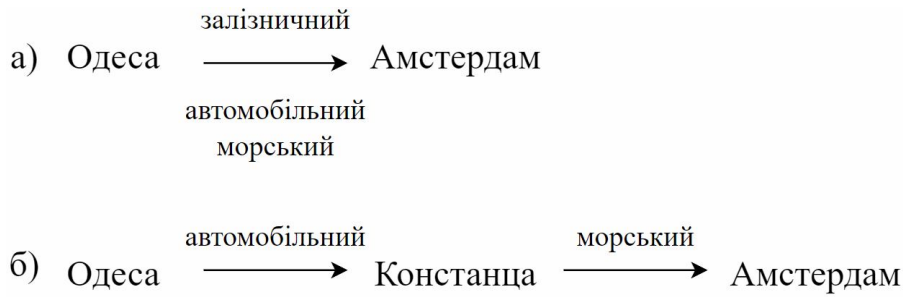 залізничний
а) Одеса Амстердам
автомобільний
морський
автомобільний морський
б) Одеса Констанца Амстердам